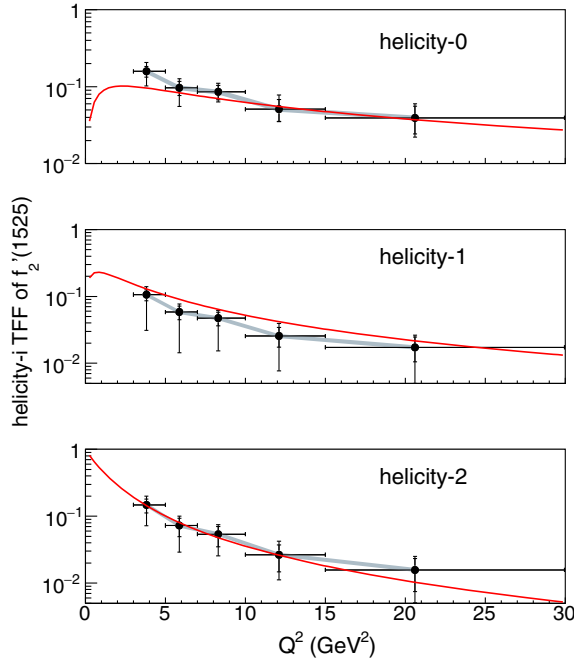 1
helicity-0
10⁻¹
10⁻²
1
helicity-1
10⁻¹
10⁻²
helicity-i TFF of f₂'(1525)
1
helicity-2
10⁻¹
10⁻²
0 5 10 15 20 25 30
Q² (GeV²)